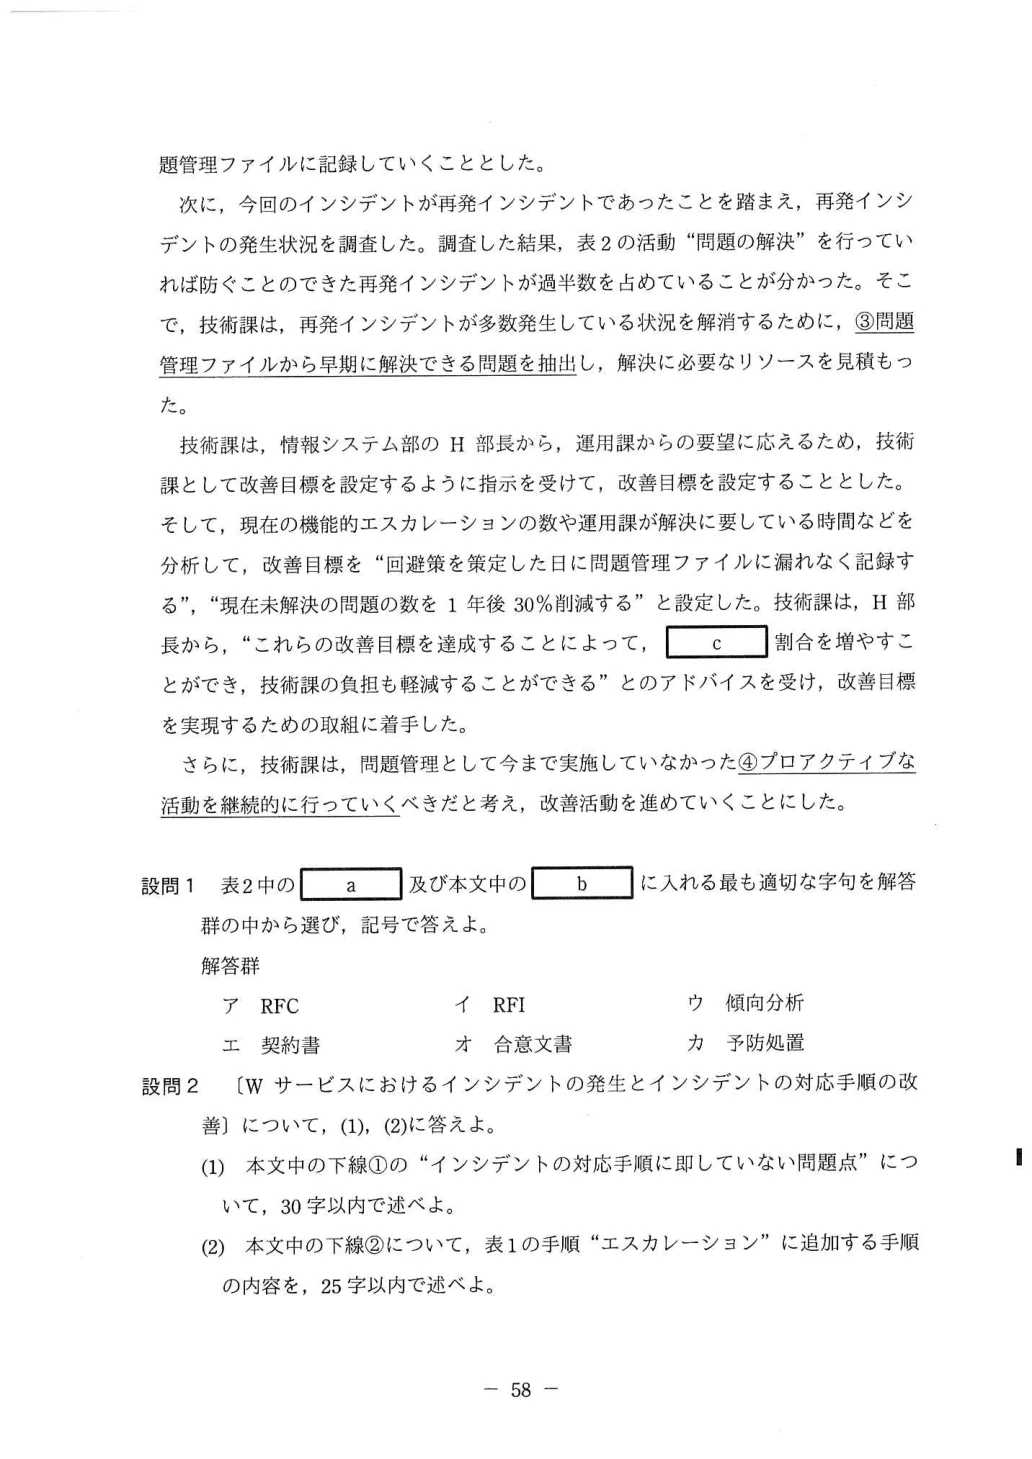 題管理ファイルに記録していくこととした。
次に，今回のインシデントが再発インシデントであったことを踏まえ，再発インシ
デントの発生状況を調査した。調査した結果，表2の活動“問題の解決”を行ってい
れば防ぐことのできた再発インシデントが過半数を占めていることが分かった。そこ
で，技術課は，再発インシデントが多数発生している状況を解消するために，③問題
管理ファイルから早期に解決できる問題を抽出し，解決に必要なリソースを見積もっ
た。
技術課は，情報システム部の H 部長から，運用課からの要望に応えるため，技術
課として改善目標を設定するように指示を受けて，改善目標を設定することとした。
そして，現在の機能的エスカレーションの数や運用課が解決に要している時間などを
分析して，改善目標を“回避策を策定した日に問題管理ファイルに漏れなく記録す
る”，“現在未解決の問題の数を 1 年後 30%削減する”と設定した。技術課は，H 部
長から，“これらの改善目標を達成することによって， c 割合を増やすこ
とができ，技術課の負担も軽減することができる”とのアドバイスを受け，改善目標
を実現するための取組に着手した。
さらに，技術課は，問題管理として今まで実施していなかった④プロアクティブな
活動を継続的に行っていくべきだと考え，改善活動を進めていくことにした。
設問1 表2中の a 及び本文中の b に入れる最も適切な字句を解答
群の中から選び，記号で答えよ。
解答群
ア RFC イ RFI ウ 傾向分析
エ 契約書 オ 合意文書 カ 予防処置
設問2 〔W サービスにおけるインシデントの発生とインシデントの対応手順の改
善〕について，(1)，(2)に答えよ。
(1) 本文中の下線①の“インシデントの対応手順に即していない問題点”につ
いて，30 字以内で述べよ。
(2) 本文中の下線②について，表1の手順“エスカレーション”に追加する手順
の内容を，25 字以内で述べよ。
－ 58 －